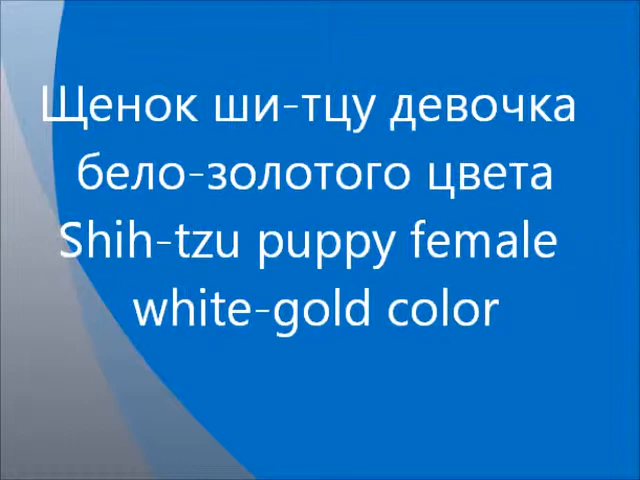 Щенок ши-тцу девочка
бело-золотого цвета
Shih-tzu puppy female
white-gold color